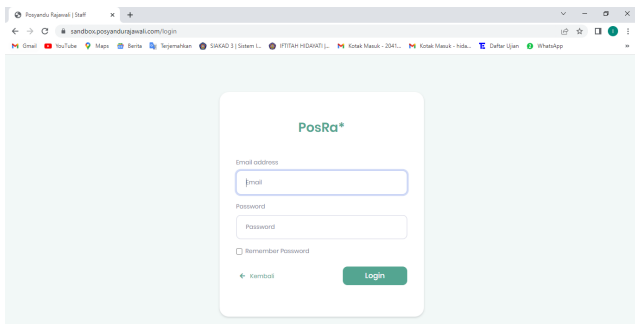 Posyandu Rajawali | Staff
sandbox.posyandurajawali.com/login
Gmail YouTube Maps Berita Terjemahkan SIAKAD 3 | Sistem I... IFTITAH HIDAYATI |... Kotak Masuk - 2041... Kotak Masuk - hida... Daftar Ujian WhatsApp
PosRa*
Email address
Email
Password
Password
Remember Password
← Kembali
Login